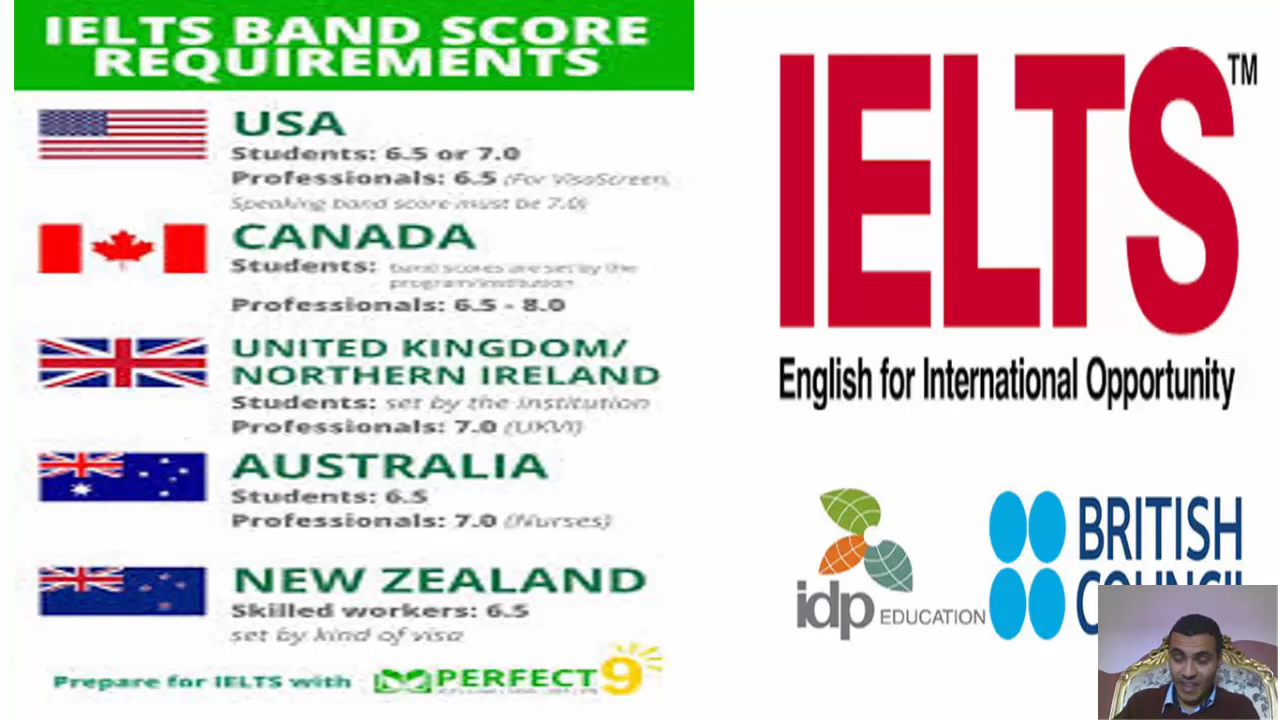 IELTS BAND SCORE
REQUIREMENTS
USA
Students: 6.5 or 7.0
Professionals: 6.5 (For VisaScreen,
Speaking band score must be 7.0)
CANADA
Students: band scores are set by the
program/institution
Professionals: 6.5 - 8.0
UNITED KINGDOM/
NORTHERN IRELAND
Students: set by the institution
Professionals: 7.0 (UKVI)
AUSTRALIA
Students: 6.5
Professionals: 7.0 (Nurses)
NEW ZEALAND
Skilled workers: 6.5
set by kind of visa
Prepare for IELTS with PERFECT 9
IELTS™
English for International Opportunity
idp EDUCATION
BRITISH
COUNCIL